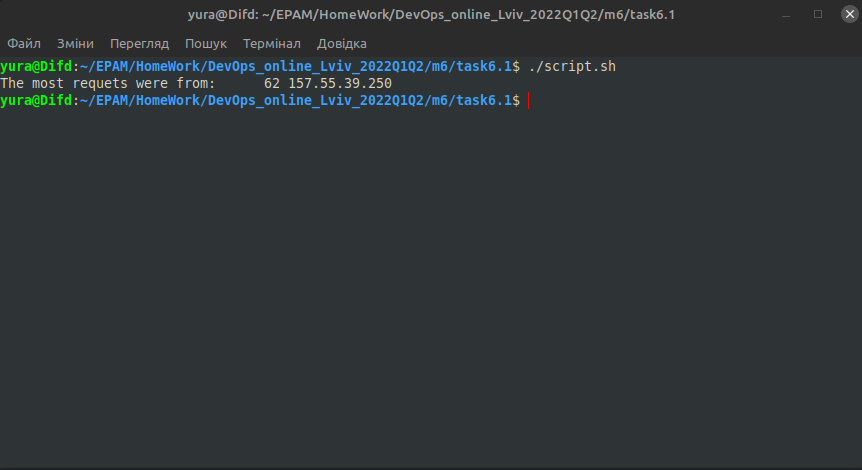 yura@Difd: ~/EPAM/HomeWork/DevOps_online_Lviv_2022Q1Q2/m6/task6.1
Файл Зміни Перегляд Пошук Термінал Довідка
yura@Difd:~/EPAM/HomeWork/DevOps_online_Lviv_2022Q1Q2/m6/task6.1$ ./script.sh
The most requets were from:      62 157.55.39.250
yura@Difd:~/EPAM/HomeWork/DevOps_online_Lviv_2022Q1Q2/m6/task6.1$